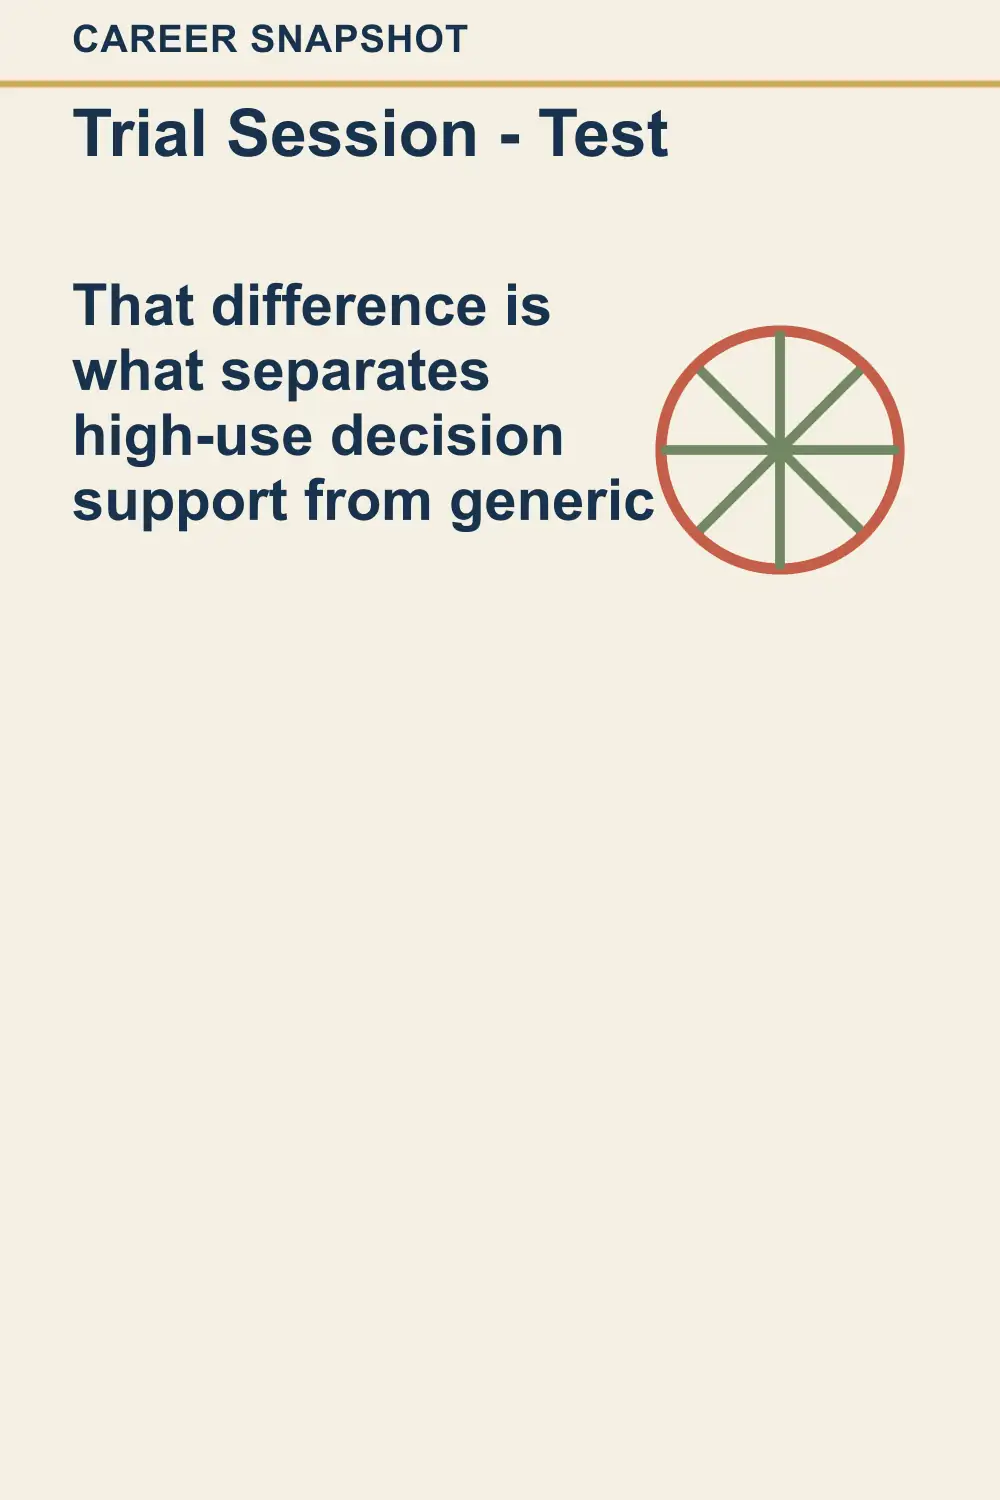 CAREER SNAPSHOT
Trial Session - Test
That difference is
what separates
high-use decision
support from generic